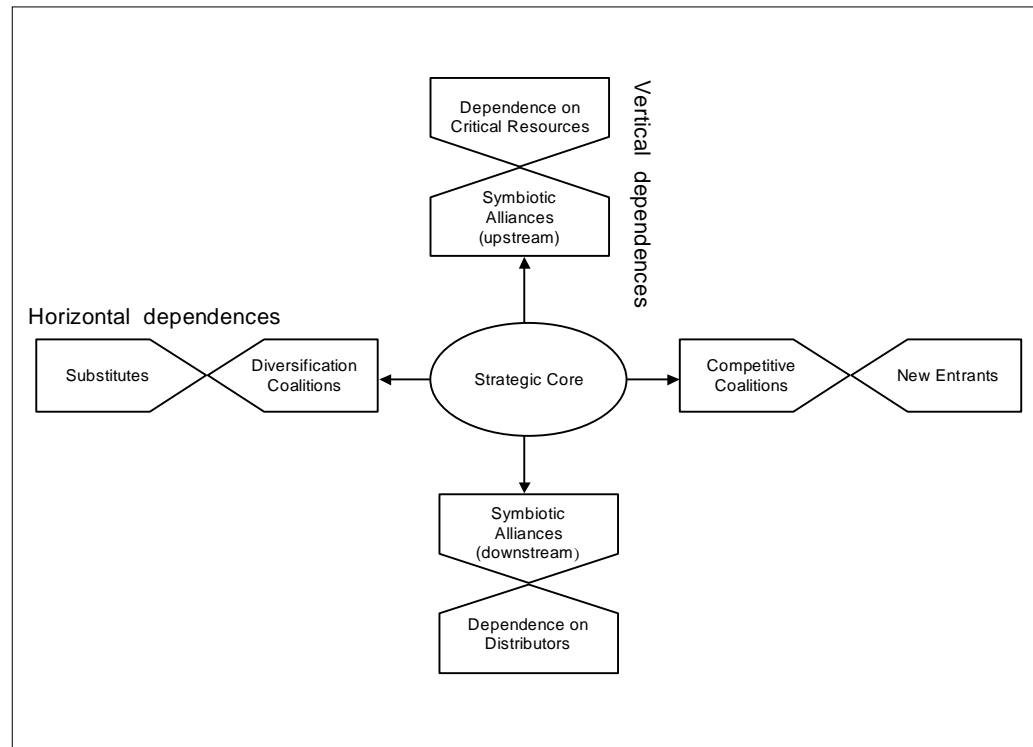 Dependence on
Critical Resources
Vertical dependences
Symbiotic
Alliances
(upstream)
Horizontal dependences
Substitutes
Diversification
Coalitions
Strategic Core
Competitive
Coalitions
New Entrants
Symbiotic
Alliances
(downstream)
Dependence on
Distributors